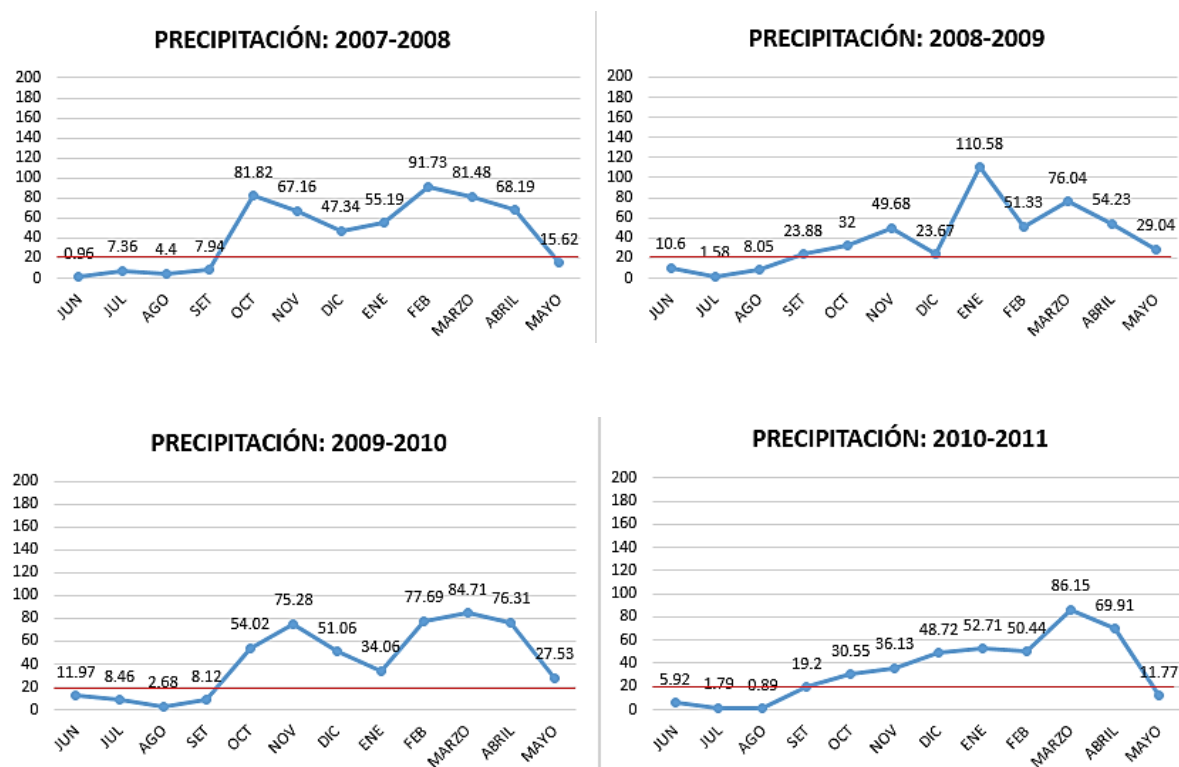 PRECIPITACIÓN: 2007-2008
200
180
160
140
120
100
80
60
40
20
0
0.96
7.36
4.4
7.94
81.82
67.16
47.34
55.19
91.73
81.48
68.19
15.62
JUN
JUL
AGO
SET
OCT
NOV
DIC
ENE
FEB
MARZO
ABRIL
MAYO
PRECIPITACIÓN: 2008-2009
200
180
160
140
120
100
80
60
40
20
0
10.6
1.58
8.05
23.88
32
49.68
23.67
110.58
51.33
76.04
54.23
29.04
JUN
JUL
AGO
SET
OCT
NOV
DIC
ENE
FEB
MARZO
ABRIL
MAYO
PRECIPITACIÓN: 2009-2010
200
180
160
140
120
100
80
60
40
20
0
11.97
8.46
2.68
8.12
54.02
75.28
51.06
34.06
77.69
84.71
76.31
27.53
JUN
JUL
AGO
SET
OCT
NOV
DIC
ENE
FEB
MARZO
ABRIL
MAYO
PRECIPITACIÓN: 2010-2011
200
180
160
140
120
100
80
60
40
20
0
5.92
1.79
0.89
19.2
30.55
36.13
48.72
52.71
50.44
86.15
69.91
11.77
JUN
JUL
AGO
SET
OCT
NOV
DIC
ENE
FEB
MARZO
ABRIL
MAYO